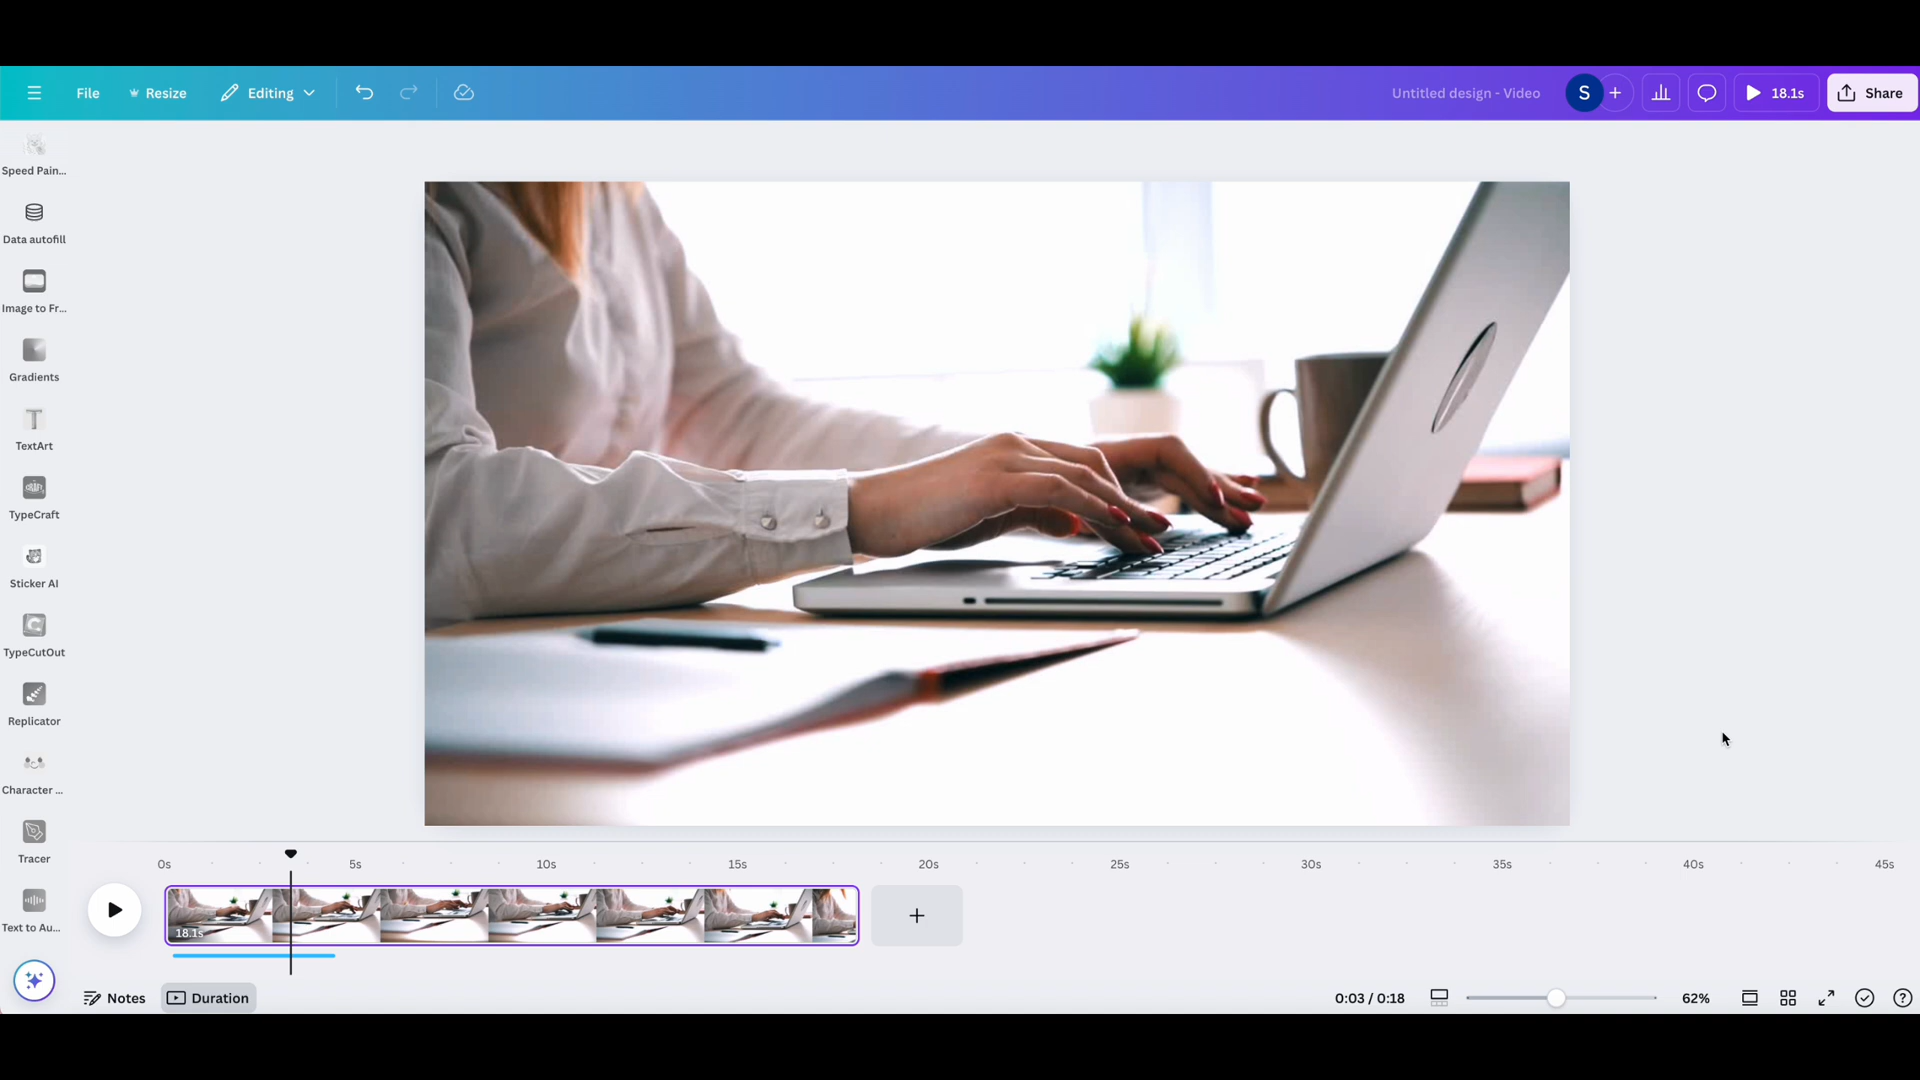 File
Resize
Editing
Untitled design - Video
S
18.1s
Share
Speed Pain...
Data autofill
Image to Fr...
Gradients
T
TextArt
CRAFT
TypeCraft
Sticker AI
C
TypeCutOut
Replicator
Character ...
Tracer
Text to Au...
0s
5s
10s
15s
20s
25s
30s
35s
40s
45s
18.1s
Notes
Duration
0:03 / 0:18
62%
?